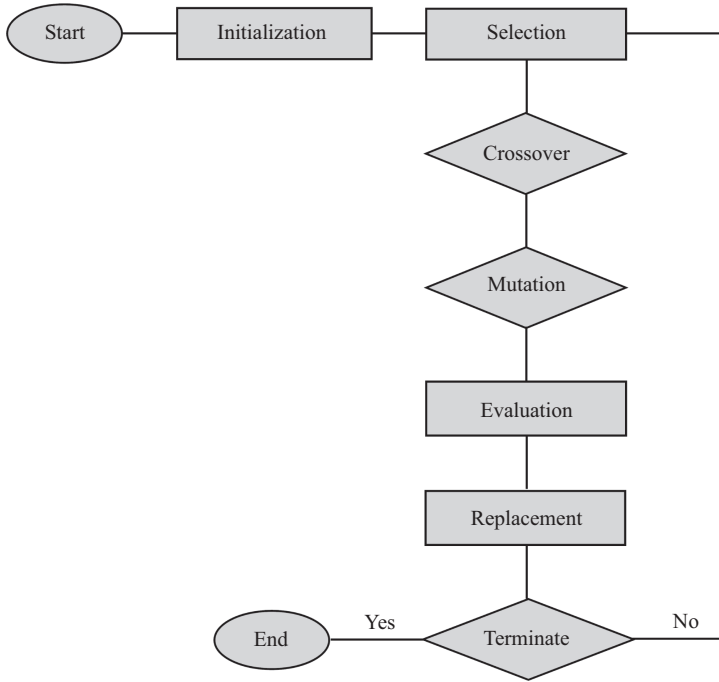 Start
Initialization
Selection
Crossover
Mutation
Evaluation
Replacement
Terminate
Yes
No
End